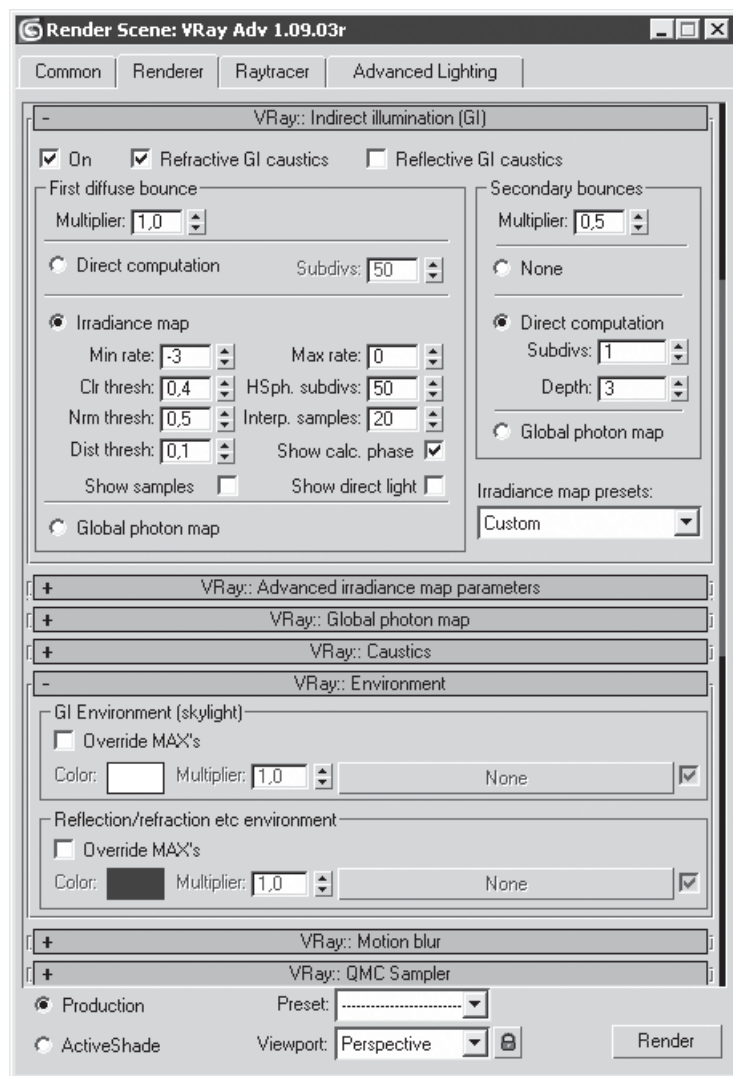 Render Scene: VRay Adv 1.09.03r
Common Renderer Raytracer Advanced Lighting
- VRay:: Indirect illumination (GI)
On Refractive GI caustics Reflective GI caustics
First diffuse bounce
Multiplier: 1,0
Direct computation Subdivs: 50
Irradiance map
Min rate: -3 Max rate: 0
Clr thresh: 0,4 HSph. subdivs: 50
Nrm thresh: 0,5 Interp. samples: 20
Dist thresh: 0,1 Show calc. phase
Show samples Show direct light
Global photon map
Secondary bounces
Multiplier: 0,5
None
Direct computation
Subdivs: 1
Depth: 3
Global photon map
Irradiance map presets:
Custom
+ VRay:: Advanced irradiance map parameters
+ VRay:: Global photon map
+ VRay:: Caustics
- VRay:: Environment
GI Environment (skylight)
Override MAX's
Color: Multiplier: 1,0 None
Reflection/refraction etc environment
Override MAX's
Color: Multiplier: 1,0 None
+ VRay:: Motion blur
+ VRay:: QMC Sampler
Production Preset: -----------------------
ActiveShade Viewport: Perspective Render